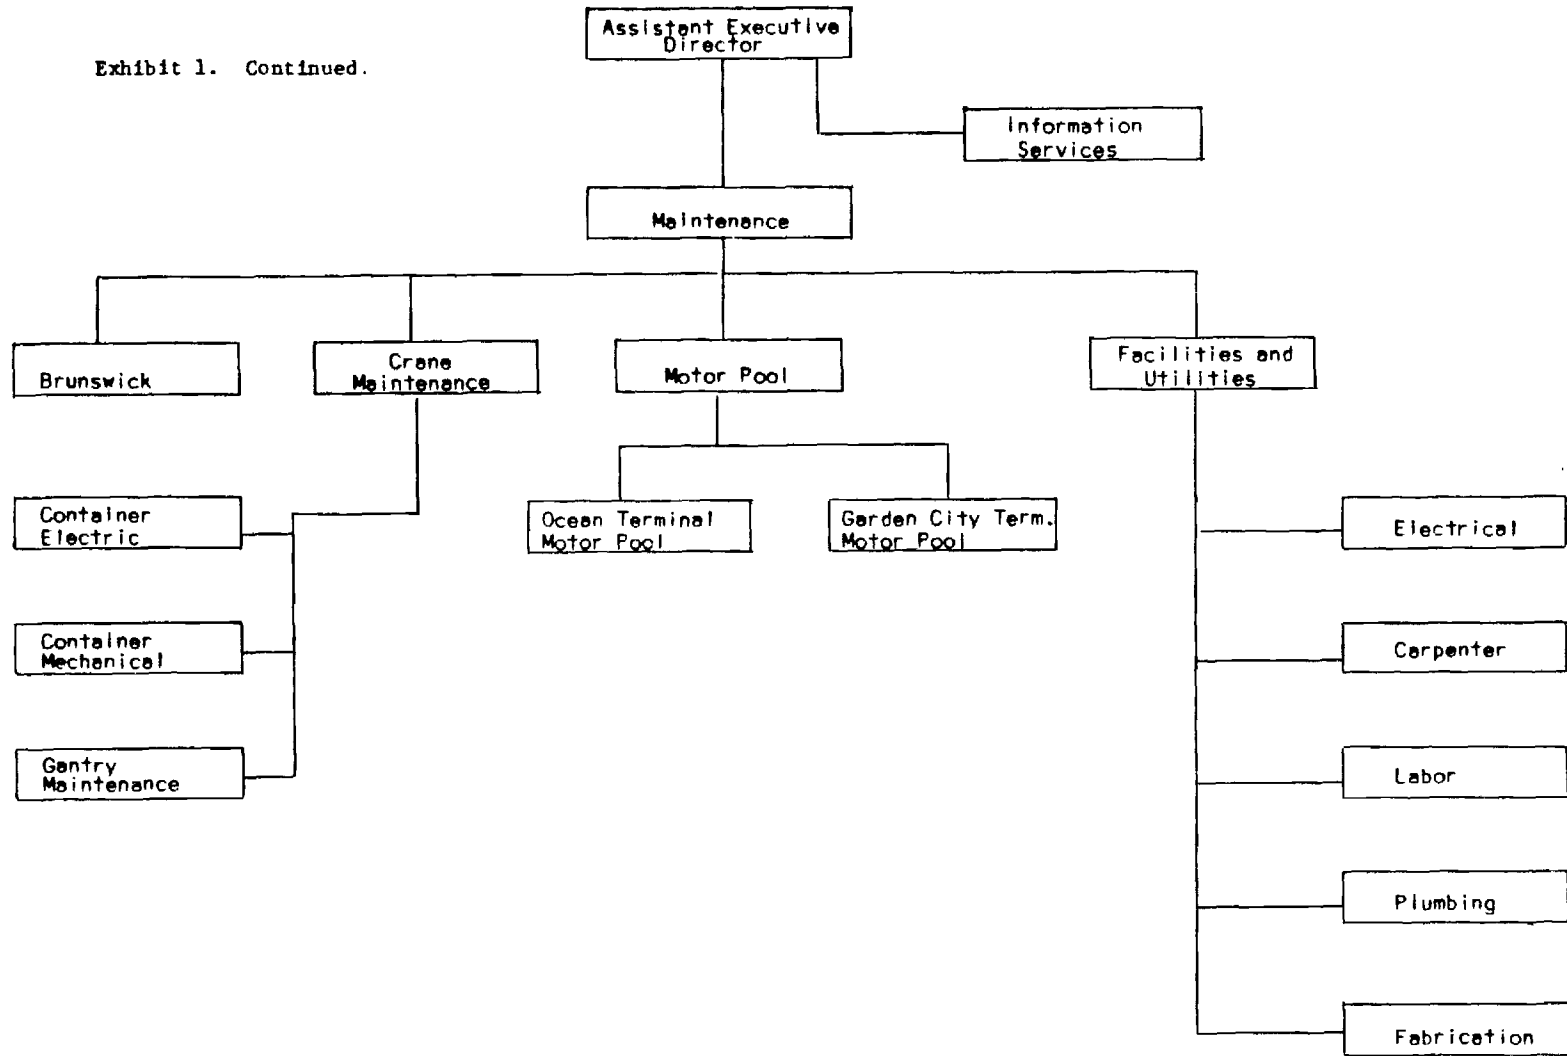 Assistant Executive
Director
Exhibit 1. Continued.
Information
Services
Maintenance
Brunswick
Crane
Maintenance
Motor Pool
Facilities and
Utilities
Container
Electric
Ocean Terminal
Motor Pool
Garden City Term.
Motor Pool
Electrical
Container
Mechanical
Carpenter
Gantry
Maintenance
Labor
Plumbing
Fabrication